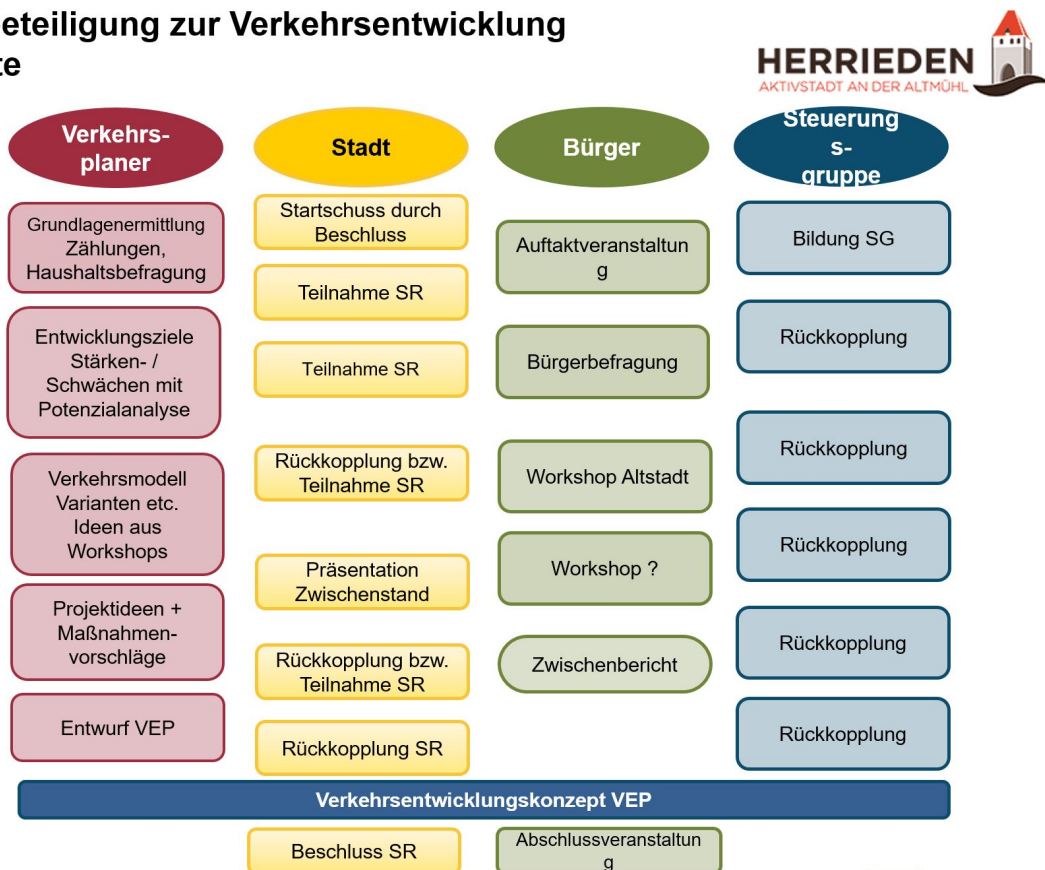 eteiligung zur Verkehrsentwicklung
te
HERRIEDEN
AKTIVSTADT AN DER ALTMÜHL
Verkehrs-
planer
Grundlagenermittlung
Zählungen,
Haushaltsbefragung
Entwicklungsziele
Stärken- /
Schwächen mit
Potenzialanalyse
Verkehrsmodell
Varianten etc.
Ideen aus
Workshops
Projektideen +
Maßnahmen-
vorschläge
Entwurf VEP
Stadt
Startschuss durch
Beschluss
Teilnahme SR
Teilnahme SR
Rückkopplung bzw.
Teilnahme SR
Präsentation
Zwischenstand
Rückkopplung bzw.
Teilnahme SR
Rückkopplung SR
Bürger
Auftaktveranstaltun
g
Bürgerbefragung
Workshop Altstadt
Workshop ?
Zwischenbericht
Steuerung
s-
gruppe
Bildung SG
Rückkopplung
Rückkopplung
Rückkopplung
Rückkopplung
Rückkopplung
Verkehrsentwicklungskonzept VEP
Beschluss SR
Abschlussveranstaltun
g